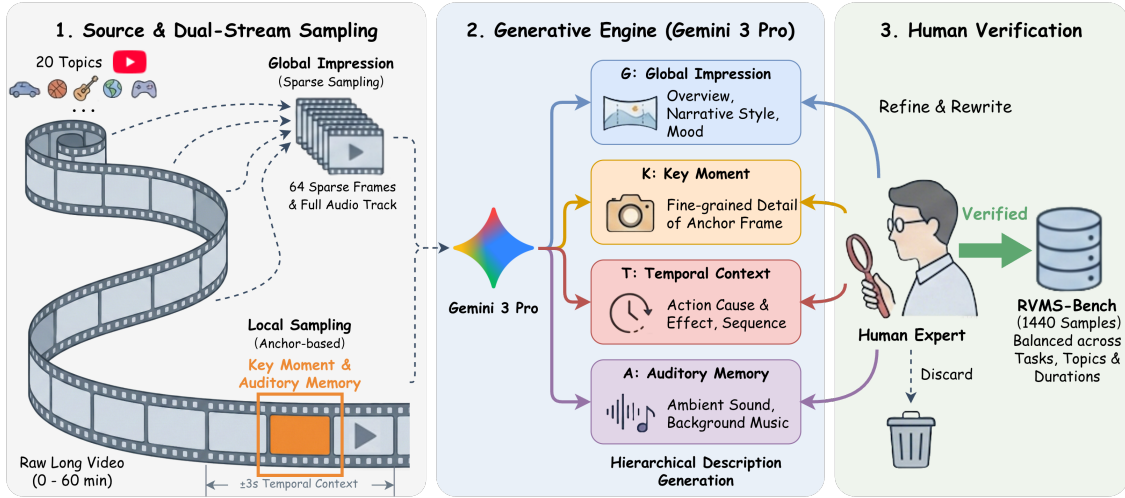 1. Source & Dual-Stream Sampling
20 Topics
...
Global Impression
(Sparse Sampling)
64 Sparse Frames
& Full Audio Track
Local Sampling
(Anchor-based)
Key Moment &
Auditory Memory
Raw Long Video
(0 - 60 min)
±3s Temporal Context
2. Generative Engine (Gemini 3 Pro)
Gemini 3 Pro
G: Global Impression
Overview,
Narrative Style,
Mood
K: Key Moment
Fine-grained Detail
of Anchor Frame
T: Temporal Context
Action Cause &
Effect, Sequence
A: Auditory Memory
Ambient Sound,
Background Music
Hierarchical Description
Generation
3. Human Verification
Refine & Rewrite
Verified
Human Expert
Discard
RVMS-Bench
(1440 Samples)
Balanced across
Tasks, Topics &
Durations